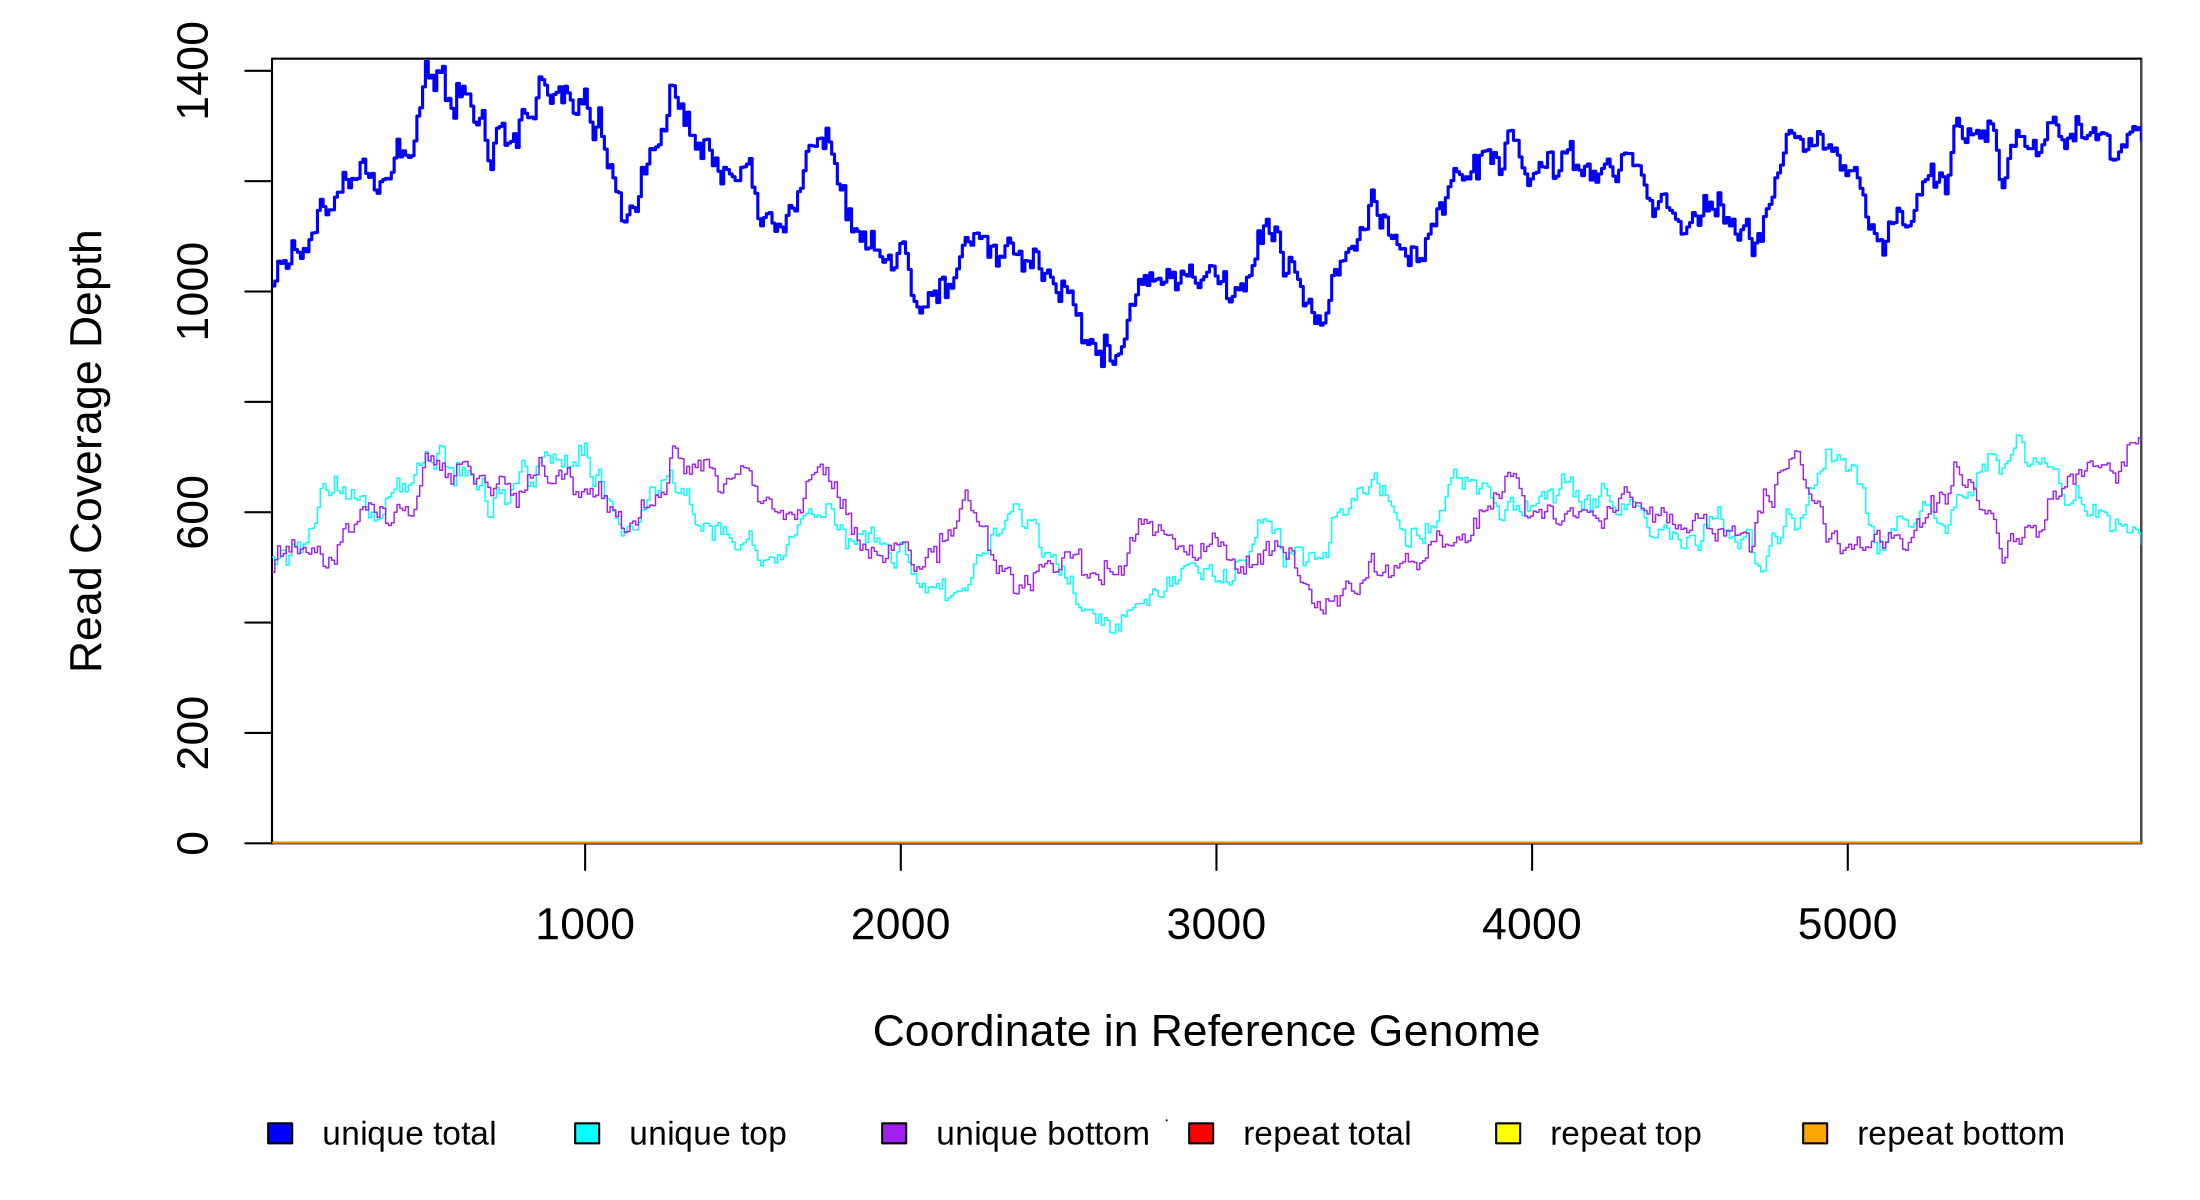 Read Coverage Depth
1400
1000
600
200
0
1000 2000 3000 4000 5000
Coordinate in Reference Genome
unique total unique top unique bottom repeat total repeat top repeat bottom